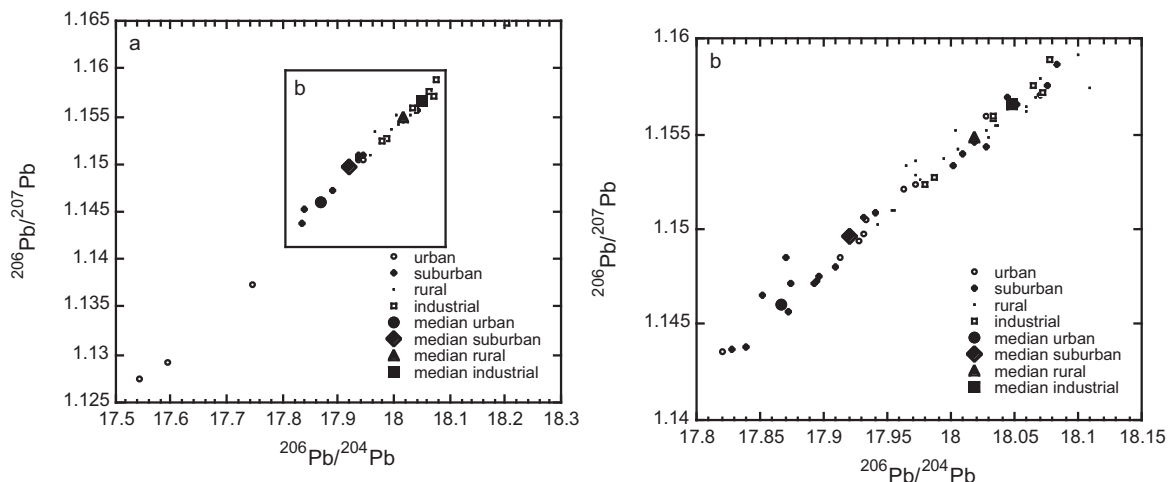 a
1.165
1.16
1.155
1.15
1.145
1.14
1.135
1.13
1.125
²⁰⁶Pb/²⁰⁷Pb
b
urban
suburban
rural
industrial
median urban
median suburban
median rural
median industrial
17.5 17.6 17.7 17.8 17.9 18 18.1 18.2 18.3
²⁰⁶Pb/²⁰⁴Pb
b
1.16
1.155
1.15
1.145
1.14
²⁰⁶Pb/²⁰⁷Pb
urban
suburban
rural
industrial
median urban
median suburban
median rural
median industrial
17.8 17.85 17.9 17.95 18 18.05 18.1 18.15
²⁰⁶Pb/²⁰⁴Pb